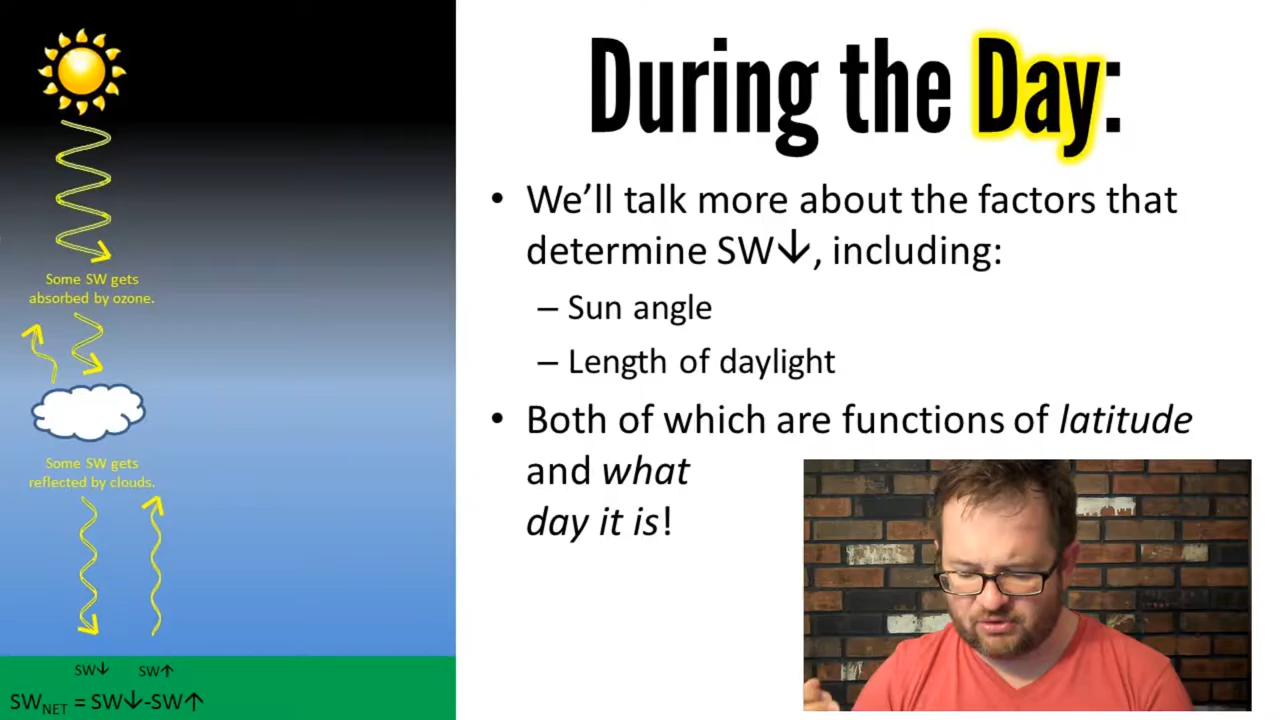 During the Day:
• We’ll talk more about the factors that
determine SW↓, including:
– Sun angle
– Length of daylight
• Both of which are functions of latitude
and what
day it is!
Some SW gets
absorbed by ozone.
Some SW gets
reflected by clouds.
SW↓ SW↑
SWNET = SW↓-SW↑